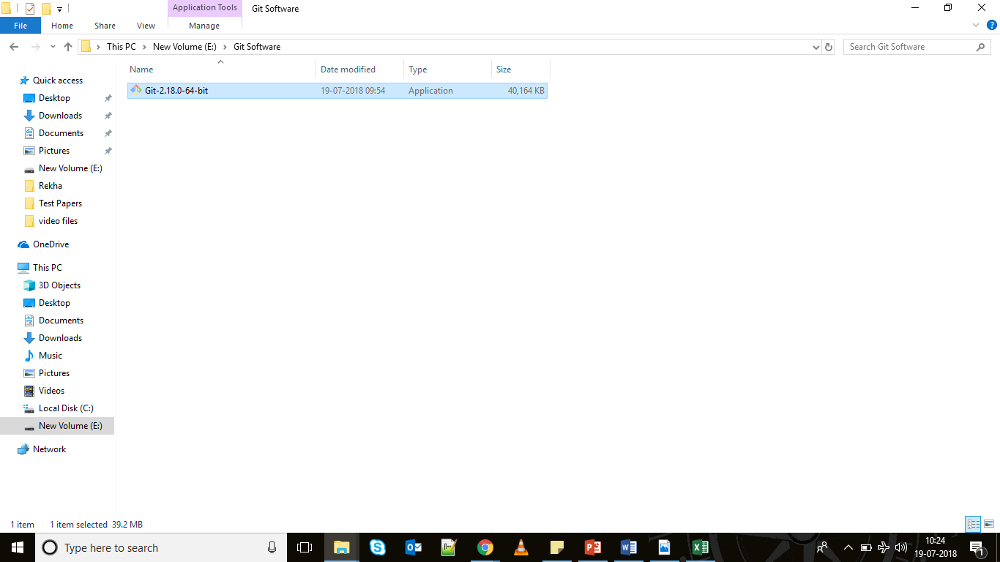 Application Tools Git Software
File Home Share View Manage
This PC New Volume (E:) Git Software Search Git Software
Name Date modified Type Size
Git-2.18.0-64-bit 19-07-2018 09:54 Application 40,164 KB
Quick access
Desktop
Downloads
Documents
Pictures
New Volume (E:)
Rekha
Test Papers
video files
OneDrive
This PC
3D Objects
Desktop
Documents
Downloads
Music
Pictures
Videos
Local Disk (C:)
New Volume (E:)
Network
1 item 1 item selected 39.2 MB
Type here to search
10:24
19-07-2018
1